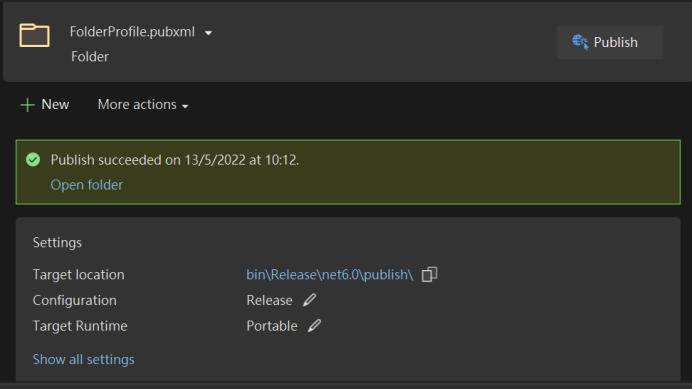 FolderProfile.pubxml
Folder
Publish
New
More actions
Publish succeeded on 13/5/2022 at 10:12.
Open folder
Settings
Target location bin\Release\net6.0\publish\
Configuration Release
Target Runtime Portable
Show all settings